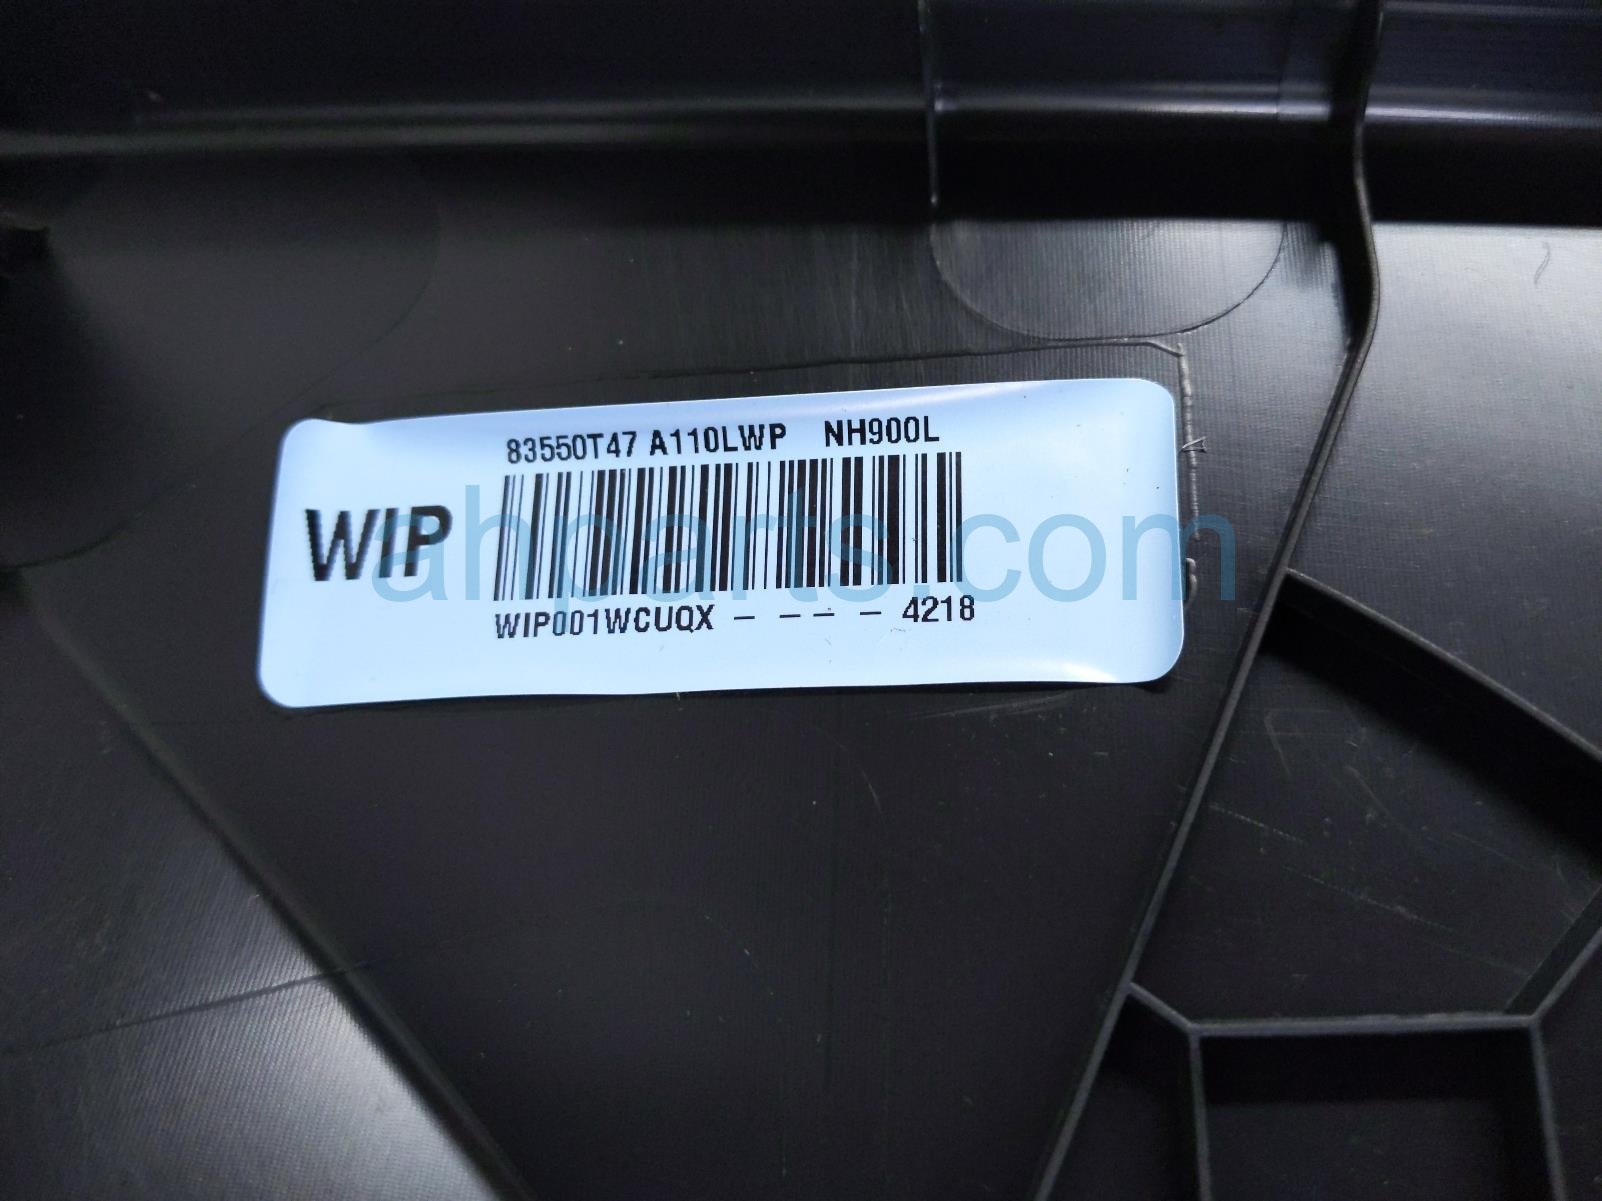 83550T47 A110LWP NH900L
WIP
ahparts.com
WIP001WCUQX - - - - 4218